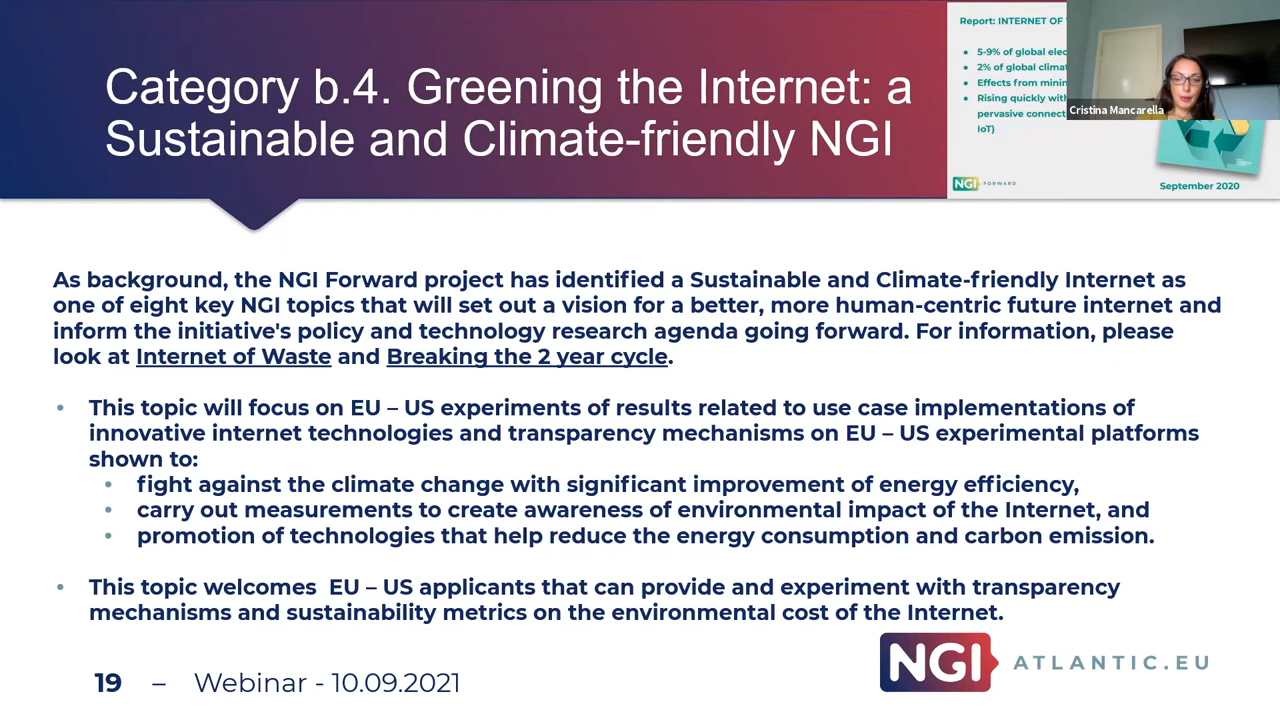 Category b.4. Greening the Internet: a
Sustainable and Climate-friendly NGI
Report: INTERNET OF
• 5-9% of global
• 2% of global
• Effects from
• Rising quickly
pervasive
IoT)
Cristina Mancarella
NGI FORWARD
September 2020
As background, the NGI Forward project has identified a Sustainable and Climate-friendly Internet as
one of eight key NGI topics that will set out a vision for a better, more human-centric future internet and
inform the initiative's policy and technology research agenda going forward. For information, please
look at Internet of Waste and Breaking the 2 year cycle.
• This topic will focus on EU – US experiments of results related to use case implementations of
innovative internet technologies and transparency mechanisms on EU – US experimental platforms
shown to:
• fight against the climate change with significant improvement of energy efficiency,
• carry out measurements to create awareness of environmental impact of the Internet, and
• promotion of technologies that help reduce the energy consumption and carbon emission.
• This topic welcomes EU – US applicants that can provide and experiment with transparency
mechanisms and sustainability metrics on the environmental cost of the Internet.
NGI ATLANTIC.EU
19 – Webinar - 10.09.2021